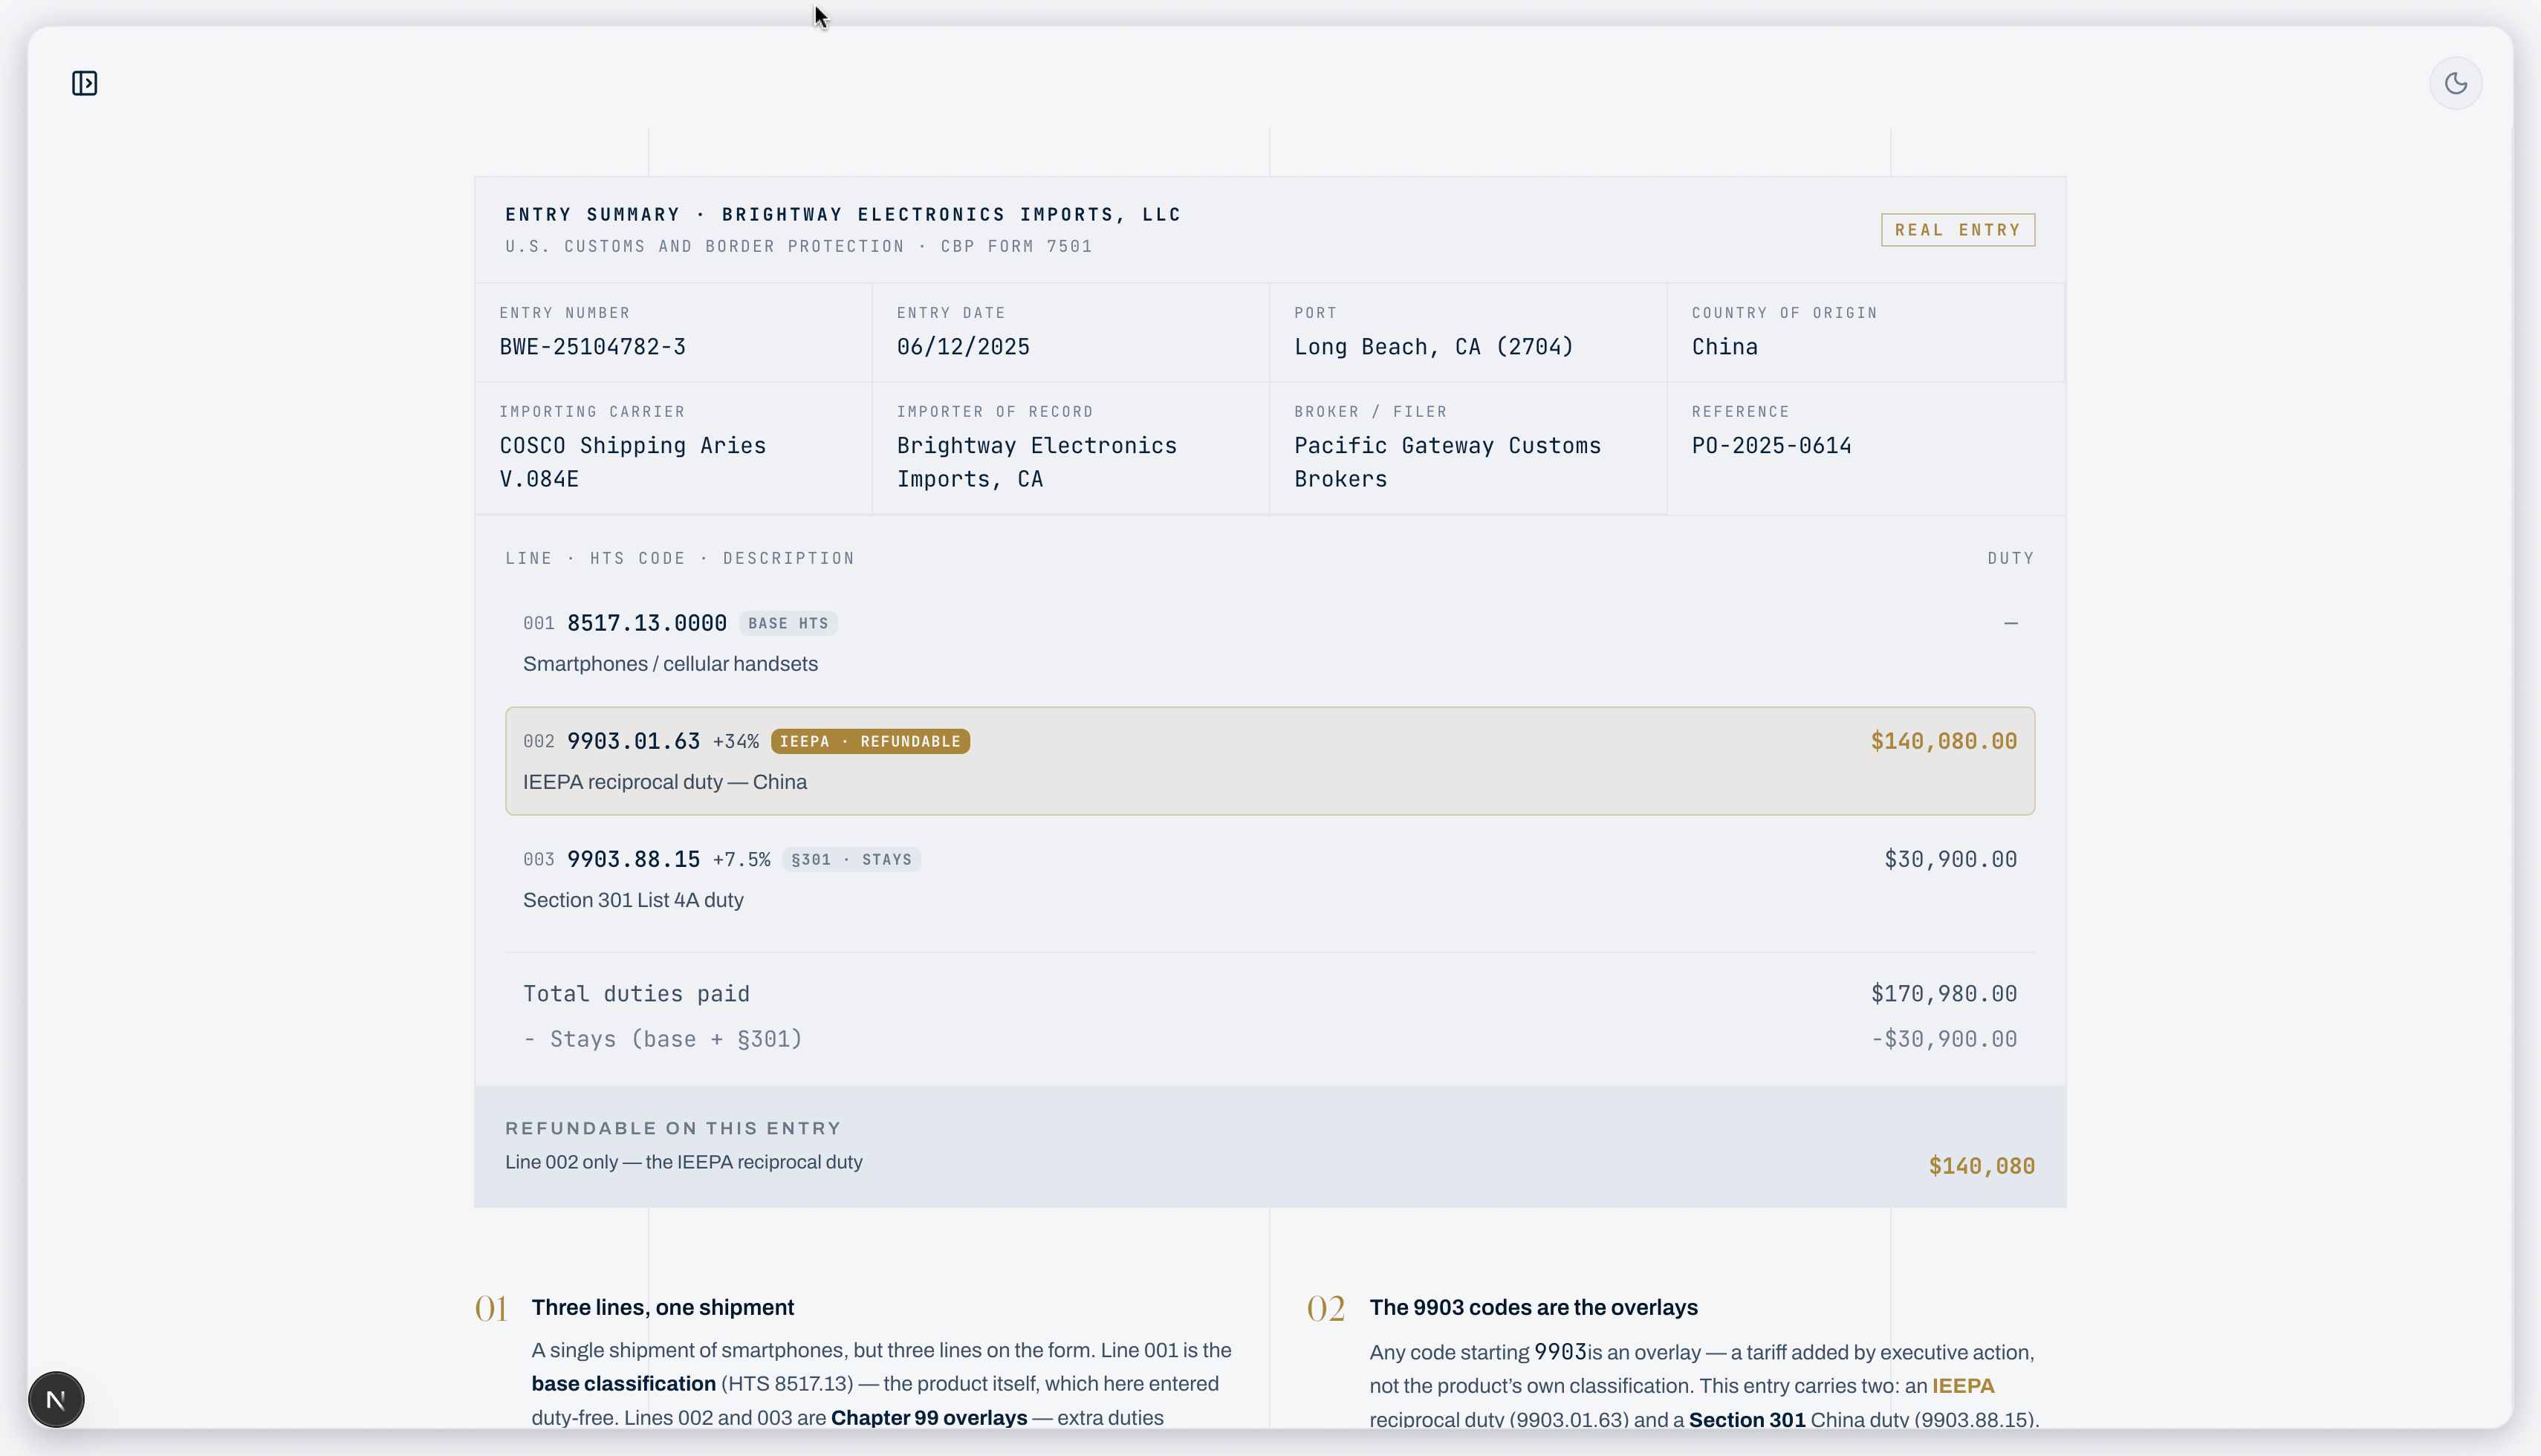 ENTRY SUMMARY · BRIGHTWAY ELECTRONICS IMPORTS, LLC
U.S. CUSTOMS AND BORDER PROTECTION · CBP FORM 7501
REAL ENTRY
ENTRY NUMBER
BWE-25104782-3
ENTRY DATE
06/12/2025
PORT
Long Beach, CA (2704)
COUNTRY OF ORIGIN
China
IMPORTING CARRIER
COSCO Shipping Aries
V.084E
IMPORTER OF RECORD
Brightway Electronics
Imports, CA
BROKER / FILER
Pacific Gateway Customs
Brokers
REFERENCE
PO-2025-0614
LINE · HTS CODE · DESCRIPTION DUTY
001 8517.13.0000 BASE HTS —
Smartphones / cellular handsets
002 9903.01.63 +34% IEEPA · REFUNDABLE $140,080.00
IEEPA reciprocal duty — China
003 9903.88.15 +7.5% §301 · STAYS $30,900.00
Section 301 List 4A duty
Total duties paid $170,980.00
- Stays (base + §301) -$30,900.00
REFUNDABLE ON THIS ENTRY
Line 002 only — the IEEPA reciprocal duty
$140,080
01 Three lines, one shipment
A single shipment of smartphones, but three lines on the form. Line 001 is the
base classification (HTS 8517.13) — the product itself, which here entered
duty-free. Lines 002 and 003 are Chapter 99 overlays — extra duties
02 The 9903 codes are the overlays
Any code starting 9903is an overlay — a tariff added by executive action,
not the product’s own classification. This entry carries two: an IEEPA
reciprocal duty (9903.01.63) and a Section 301 China duty (9903.88.15).
N